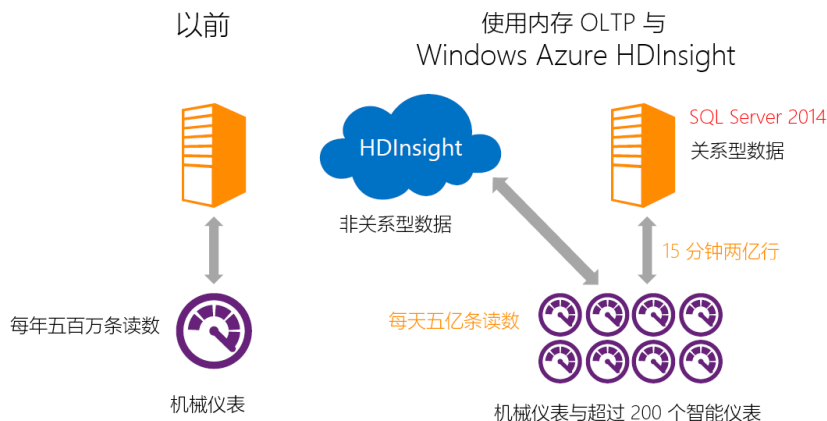 以前
使用内存 OLTP 与
Windows Azure HDInsight
HDInsight
SQL Server 2014
关系型数据
非关系型数据
15 分钟两亿行
每年五百万条读数
每天五亿条读数
机械仪表
机械仪表与超过 200 个智能仪表